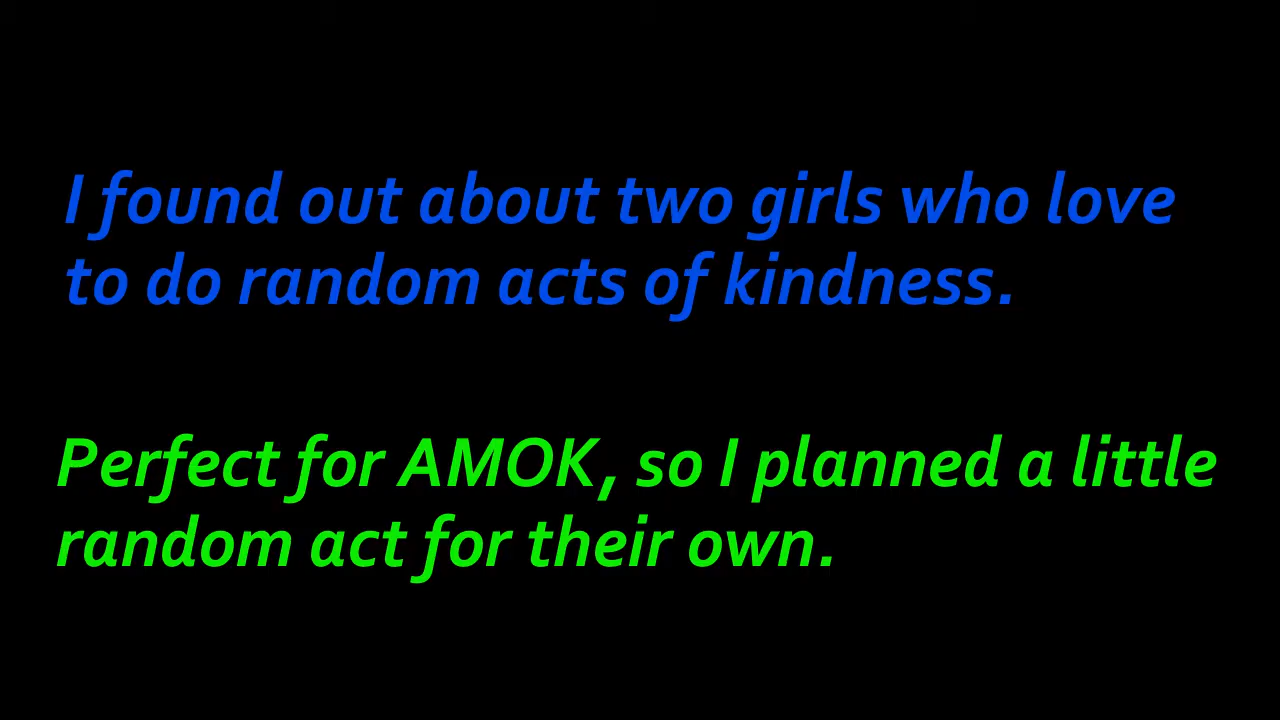 I found out about two girls who love
to do random acts of kindness.
Perfect for AMOK, so I planned a little
random act for their own.